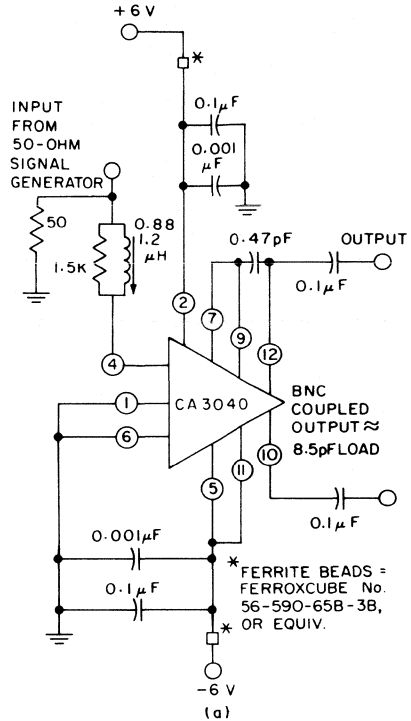 +6V
*
INPUT
FROM
50-OHM
SIGNAL
GENERATOR
0.1μF
0.001
μF
50
0.88
1.2
μH
1.5K
0.47pF
OUTPUT
0.1μF
2
7
9
12
4
1
6
CA3040
BNC
COUPLED
OUTPUT≈
8.5pF LOAD
10
11
5
0.1μF
0.001μF
0.1μF
*FERRITE BEADS =
FERROXCUBE No.
56-590-65B-3B,
OR EQUIV.
*
-6V
(a)